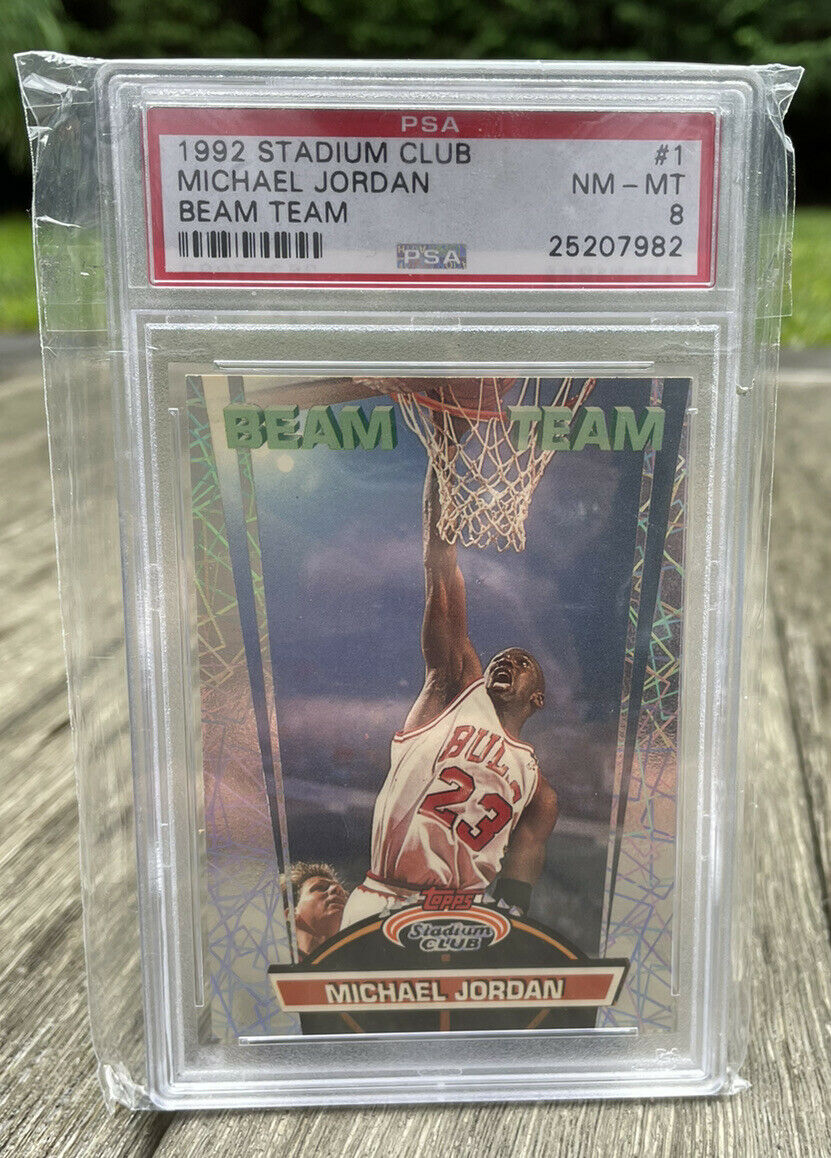 PSA
1992 STADIUM CLUB #1
MICHAEL JORDAN NM - MT
BEAM TEAM 8
PSA 25207982
BEAM TEAM
BULLS
23
TOPPS
Stadium
CLUB
MICHAEL JORDAN